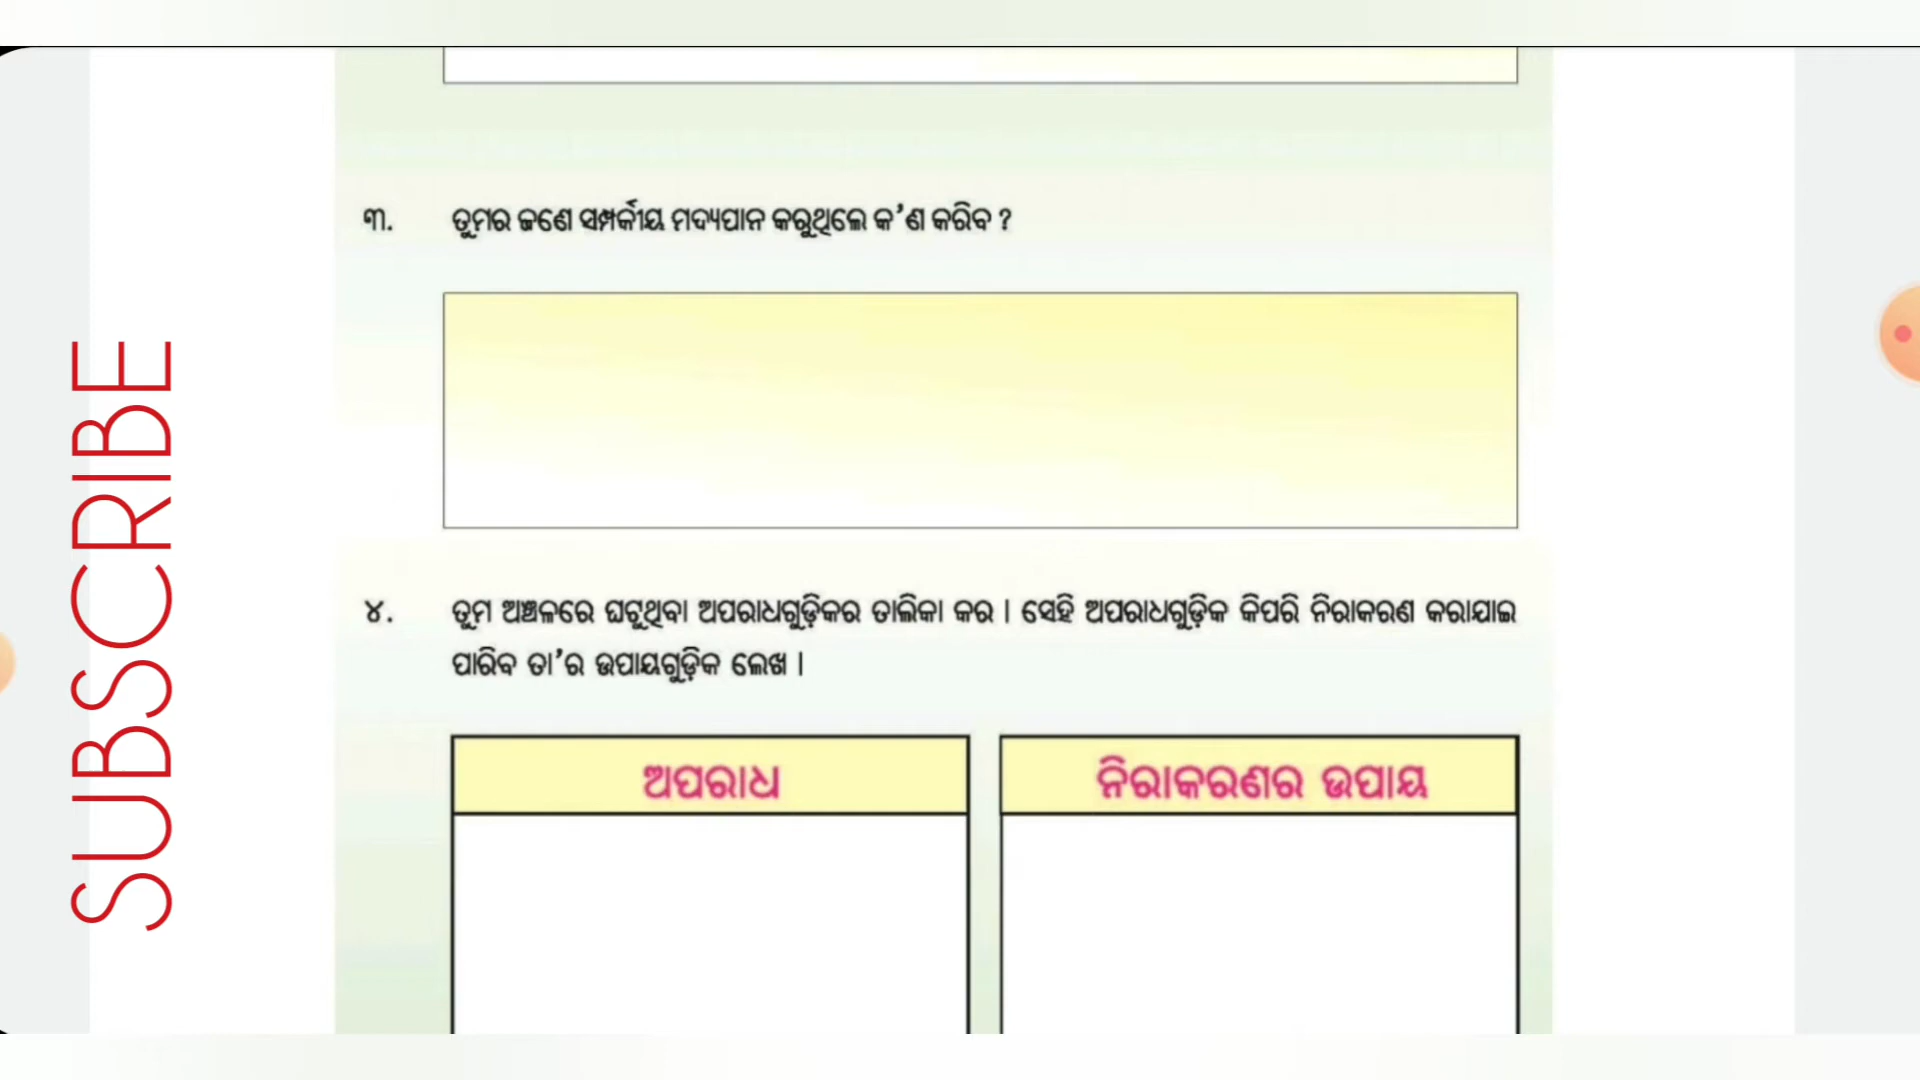 ୩. ତୁମର ଜଣେ ସମ୍ପର୍କୀୟ ମଦ୍ୟପାନ କରୁଥିଲେ କ'ଣ କରିବ ?
୪. ତୁମ ଅଞ୍ଚଳରେ ଘଟୁଥିବା ଅପରାଧଗୁଡ଼ିକର ତାଲିକା କର । ସେହି ଅପରାଧଗୁଡ଼ିକ କିପରି ନିରାକରଣ କରାଯାଇ
ପାରିବ ତା'ର ଉପାୟଗୁଡ଼ିକ ଲେଖ ।
ଅପରାଧ
ନିରାକରଣର ଉପାୟ
SUBSCRIBE